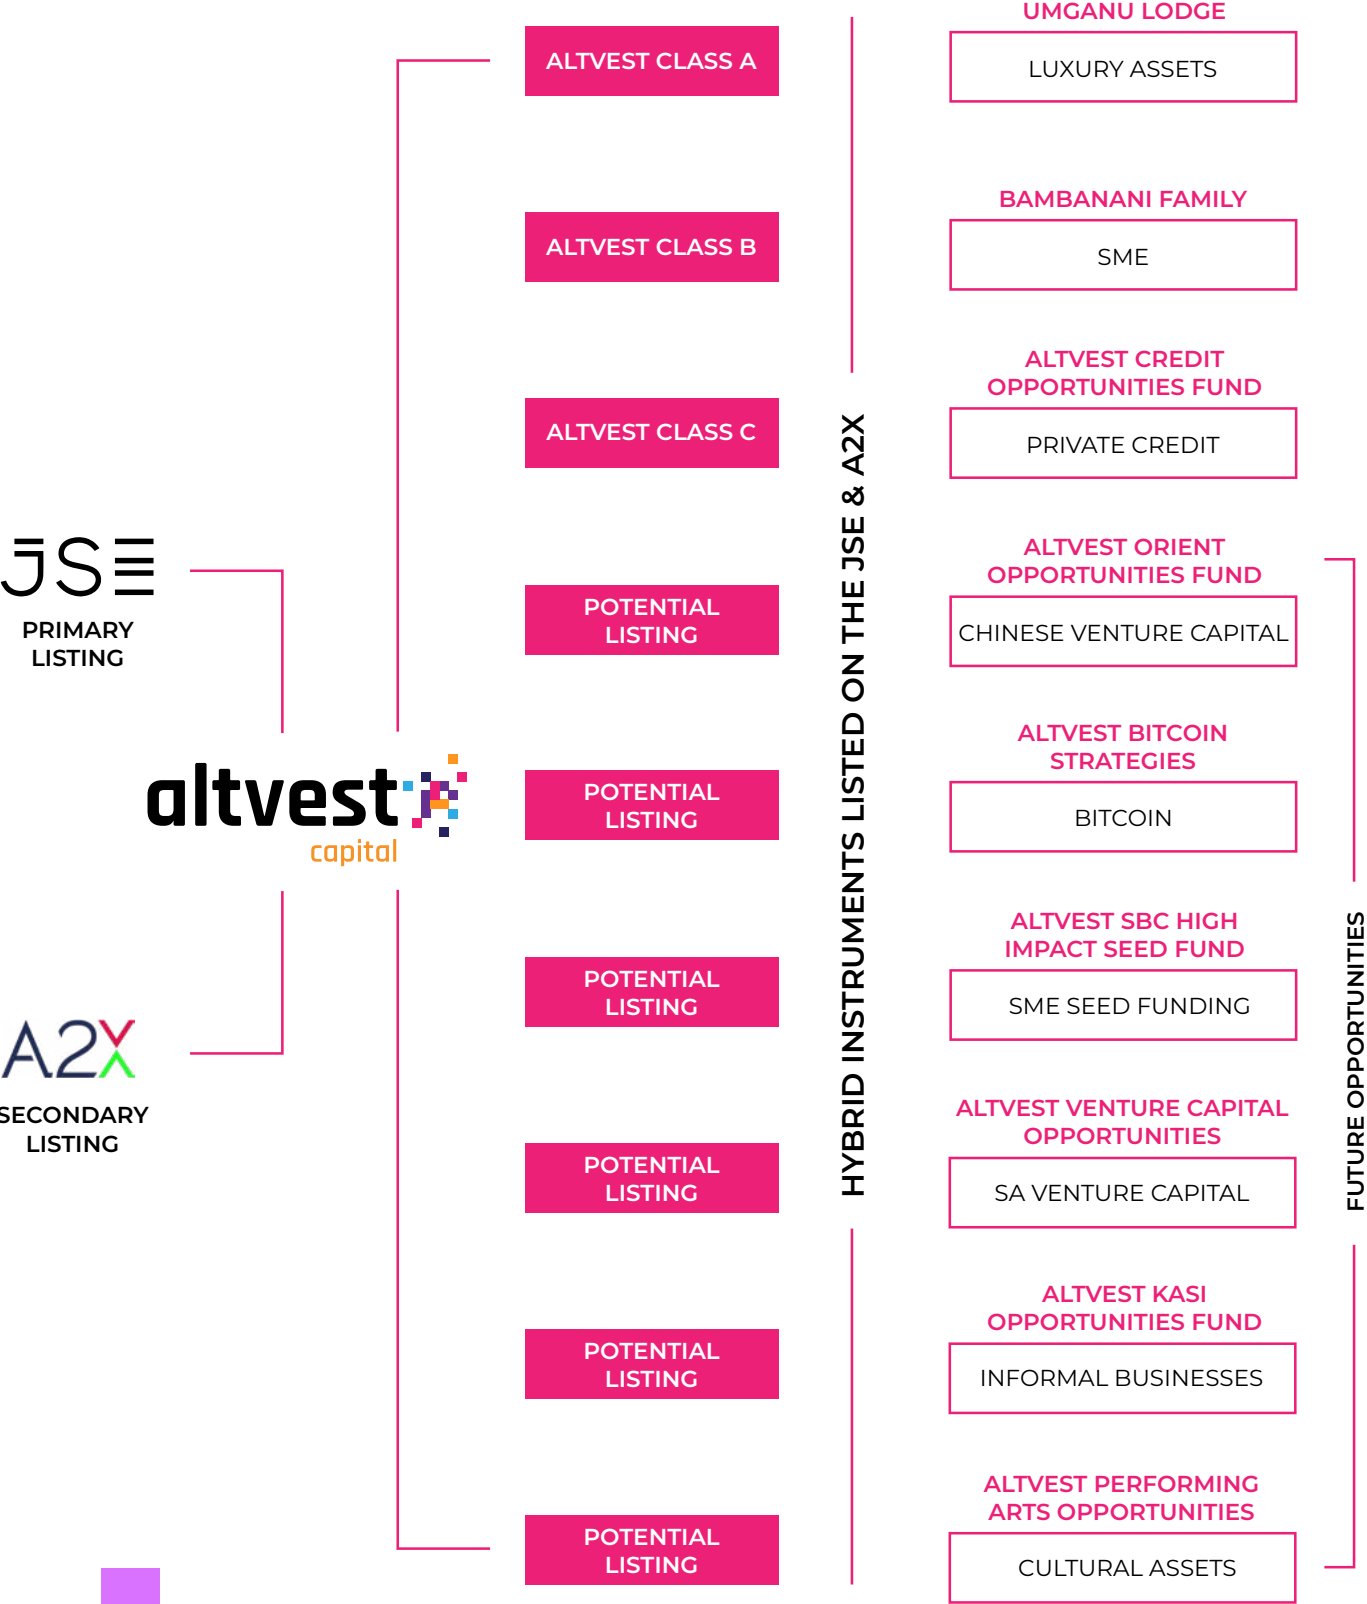 JSE
PRIMARY
LISTING
altvest
capital
A2X
SECONDARY
LISTING
ALTVEST CLASS A
ALTVEST CLASS B
ALTVEST CLASS C
POTENTIAL
LISTING
POTENTIAL
LISTING
POTENTIAL
LISTING
POTENTIAL
LISTING
POTENTIAL
LISTING
POTENTIAL
LISTING
HYBRID INSTRUMENTS LISTED ON THE JSE & A2X
UMGANU LODGE
LUXURY ASSETS
BAMBANANI FAMILY
SME
ALTVEST CREDIT
OPPORTUNITIES FUND
PRIVATE CREDIT
ALTVEST ORIENT
OPPORTUNITIES FUND
CHINESE VENTURE CAPITAL
ALTVEST BITCOIN
STRATEGIES
BITCOIN
ALTVEST SBC HIGH
IMPACT SEED FUND
SME SEED FUNDING
ALTVEST VENTURE CAPITAL
OPPORTUNITIES
SA VENTURE CAPITAL
ALTVEST KASI
OPPORTUNITIES FUND
INFORMAL BUSINESSES
ALTVEST PERFORMING
ARTS OPPORTUNITIES
CULTURAL ASSETS
FUTURE OPPORTUNITIES